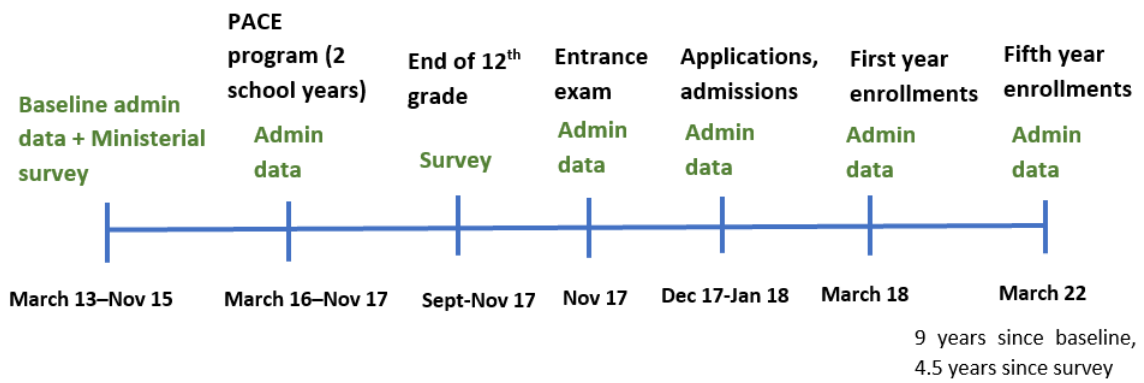 PACE
program (2
school years)
End of 12th
grade
Entrance
exam
Applications,
admissions
First year
enrollments
Fifth year
enrollments
Baseline admin
data + Ministerial
survey
Admin
data
Survey
Admin
data
Admin
data
Admin
data
Admin
data
March 13–Nov 15
March 16–Nov 17
Sept-Nov 17
Nov 17
Dec 17-Jan 18
March 18
March 22
9 years since baseline,
4.5 years since survey